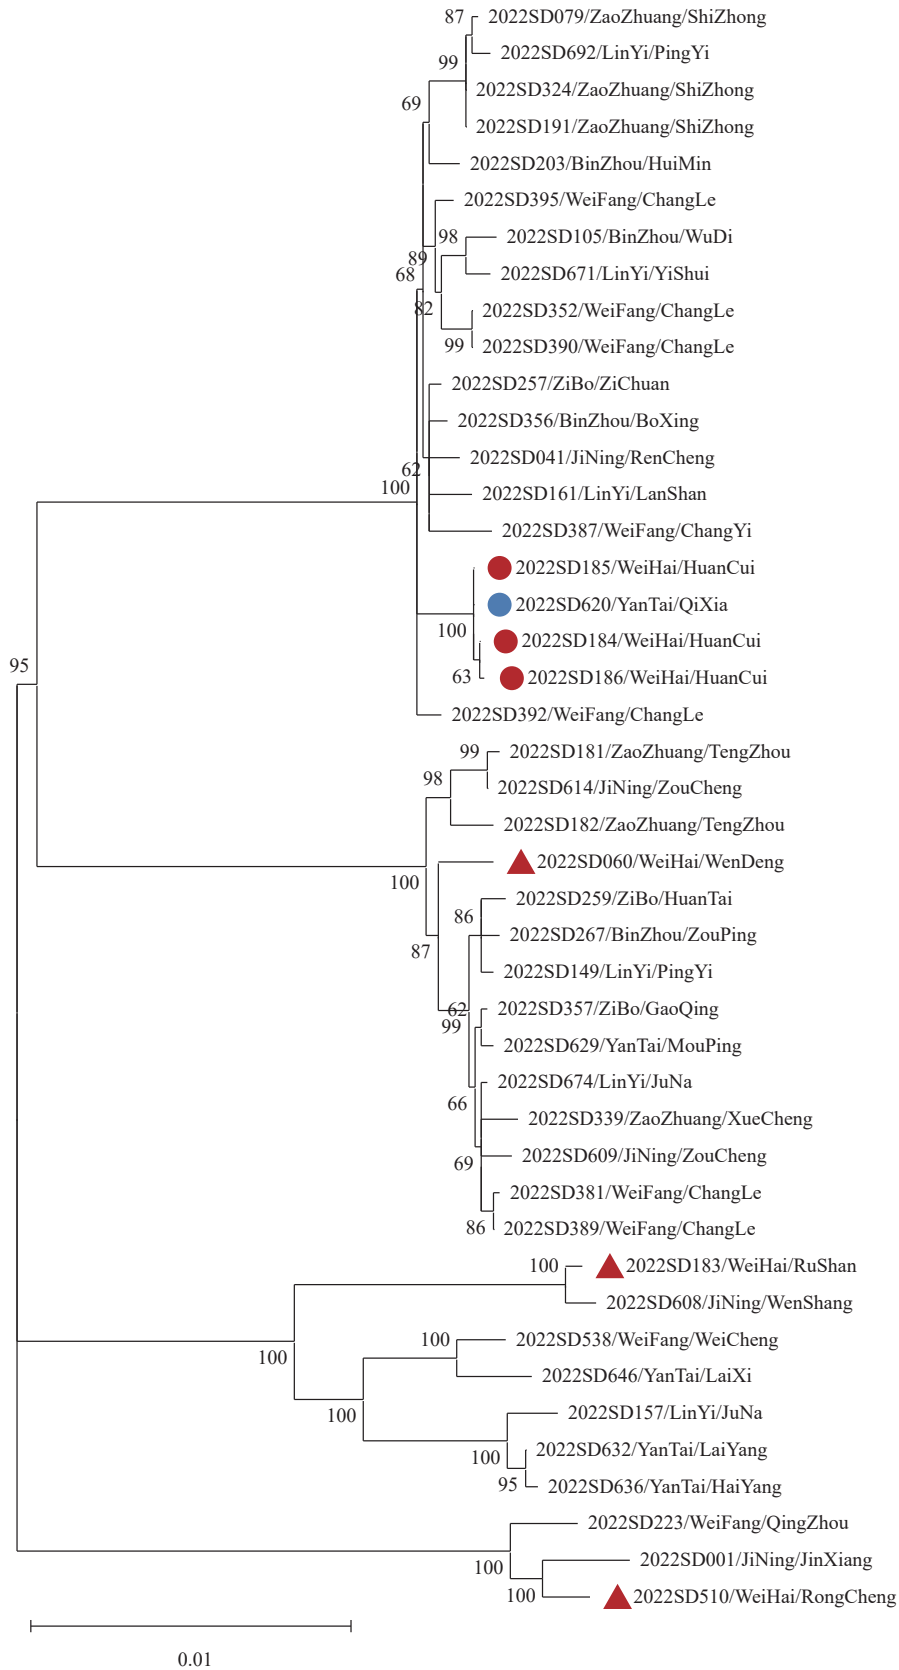 87
2022SD079/ZaoZhuang/ShiZhong
2022SD692/LinYi/PingYi
99
2022SD324/ZaoZhuang/ShiZhong
69
2022SD191/ZaoZhuang/ShiZhong
2022SD203/BinZhou/HuiMin
2022SD395/WeiFang/ChangLe
98
2022SD105/BinZhou/WuDi
89
68
2022SD671/LinYi/YiShui
82
2022SD352/WeiFang/ChangLe
99
2022SD390/WeiFang/ChangLe
2022SD257/ZiBo/ZiChuan
2022SD356/BinZhou/BoXing
2022SD041/JiNing/RenCheng
62
100
2022SD161/LinYi/LanShan
2022SD387/WeiFang/ChangYi
2022SD185/WeiHai/HuanCui
2022SD620/YanTai/QiXia
100
2022SD184/WeiHai/HuanCui
95
63
2022SD186/WeiHai/HuanCui
2022SD392/WeiFang/ChangLe
99
2022SD181/ZaoZhuang/TengZhou
98
2022SD614/JiNing/ZouCheng
2022SD182/ZaoZhuang/TengZhou
2022SD060/WeiHai/WenDeng
100
2022SD259/ZiBo/HuanTai
86
2022SD267/BinZhou/ZouPing
87
2022SD149/LinYi/PingYi
62
2022SD357/ZiBo/GaoQing
99
2022SD629/YanTai/MouPing
2022SD674/LinYi/JuNa
66
2022SD339/ZaoZhuang/XueCheng
2022SD609/JiNing/ZouCheng
69
2022SD381/WeiFang/ChangLe
86
2022SD389/WeiFang/ChangLe
100
2022SD183/WeiHai/RuShan
2022SD608/JiNing/WenShang
100
2022SD538/WeiFang/WeiCheng
100
2022SD646/YanTai/LaiXi
100
2022SD157/LinYi/JuNa
100
2022SD632/YanTai/LaiYang
95
2022SD636/YanTai/HaiYang
2022SD223/WeiFang/QingZhou
100
2022SD001/JiNing/JinXiang
100
2022SD510/WeiHai/RongCheng
0.01